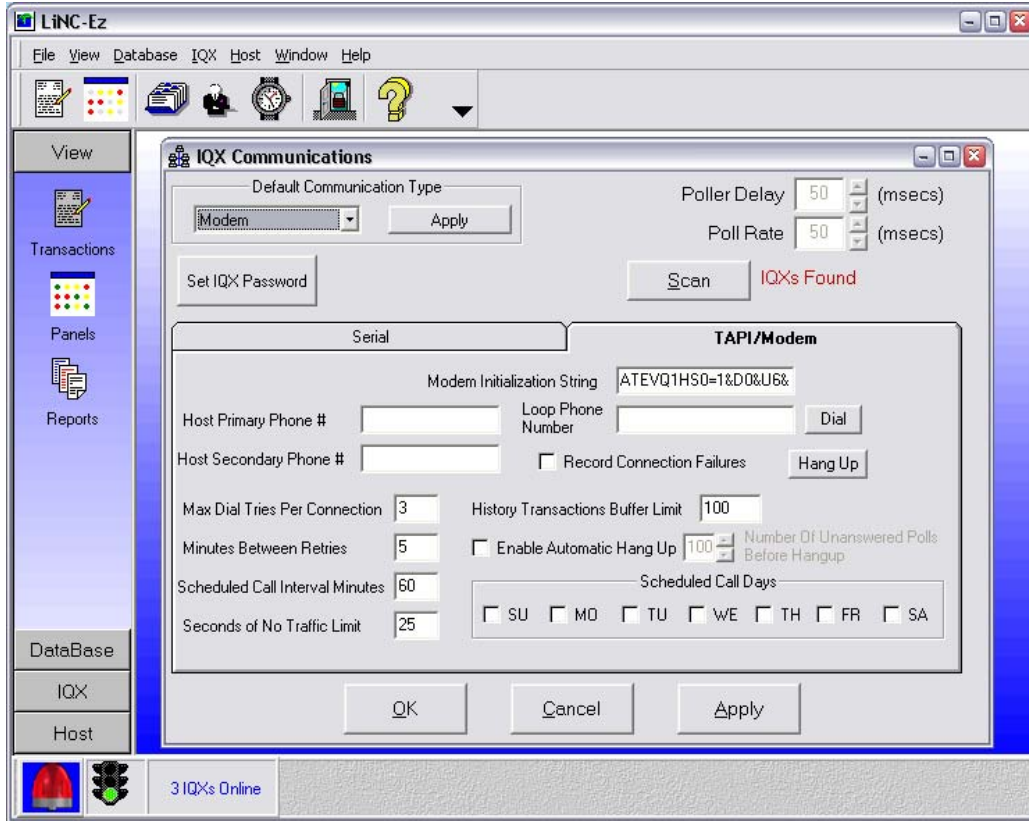 LiNC-Ez
File View Database IQX Host Window Help
View
Transactions
Panels
Reports
DataBase
IQX
Host
IQX Communications
Default Communication Type
Modem Apply
Poller Delay 50 (msecs)
Poll Rate 50 (msecs)
Set IQX Password
Scan IQXs Found
Serial TAPI/Modem
Modem Initialization String ATEVQ1HS0=1&D0&U6&
Host Primary Phone #
Loop Phone
Number
Dial
Host Secondary Phone #
Record Connection Failures
Hang Up
Max Dial Tries Per Connection 3
History Transactions Buffer Limit 100
Minutes Between Retries 5
Enable Automatic Hang Up 100
Number Of Unanswered Polls
Before Hangup
Scheduled Call Interval Minutes 60
Scheduled Call Days
SU MO TU WE TH FR SA
Seconds of No Traffic Limit 25
OK Cancel Apply
3 IQXs Online